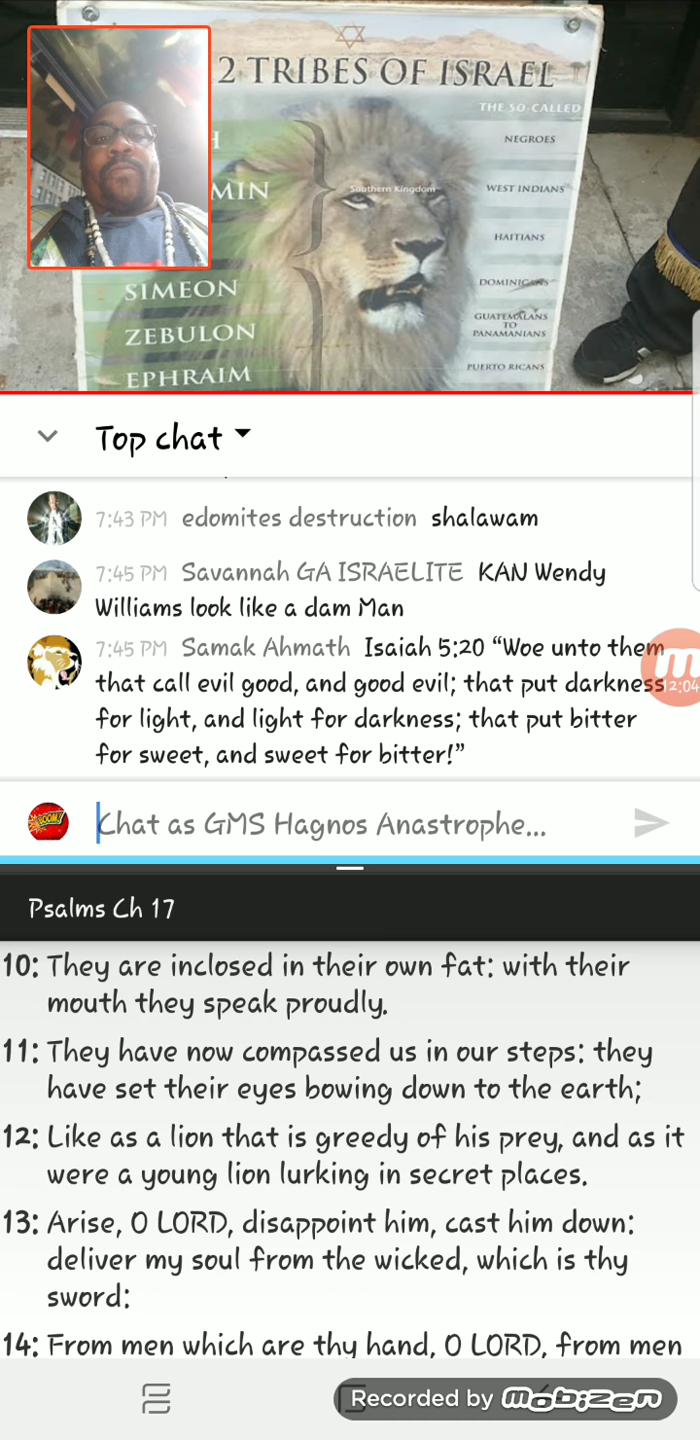 2 TRIBES OF ISRAEL
THE SO-CALLED
H
NEGROES
MIN
Southern Kingdom
WEST INDIANS
HAITIANS
SIMEON
DOMINICANS
ZEBULON
GUATEMALANS
TO
PANAMANIANS
EPHRAIM
PUERTO RICANS
Top chat
7:43 PM edomites destruction shalawam
7:45 PM Savannah GA ISRAELITE KAN Wendy
Williams look like a dam Man
7:45 PM Samak Ahmath Isaiah 5:20 “Woe unto them
that call evil good, and good evil; that put darkness
12:04
for light, and light for darkness; that put bitter
for sweet, and sweet for bitter!”
BOOM!
Chat as GMS Hagnos Anastrophe...
Psalms Ch 17
10: They are inclosed in their own fat: with their
mouth they speak proudly.
11: They have now compassed us in our steps: they
have set their eyes bowing down to the earth;
12: Like as a lion that is greedy of his prey, and as it
were a young lion lurking in secret places.
13: Arise, O LORD, disappoint him, cast him down:
deliver my soul from the wicked, which is thy
sword:
14: From men which are thy hand, O LORD, from men
Recorded by mobizen